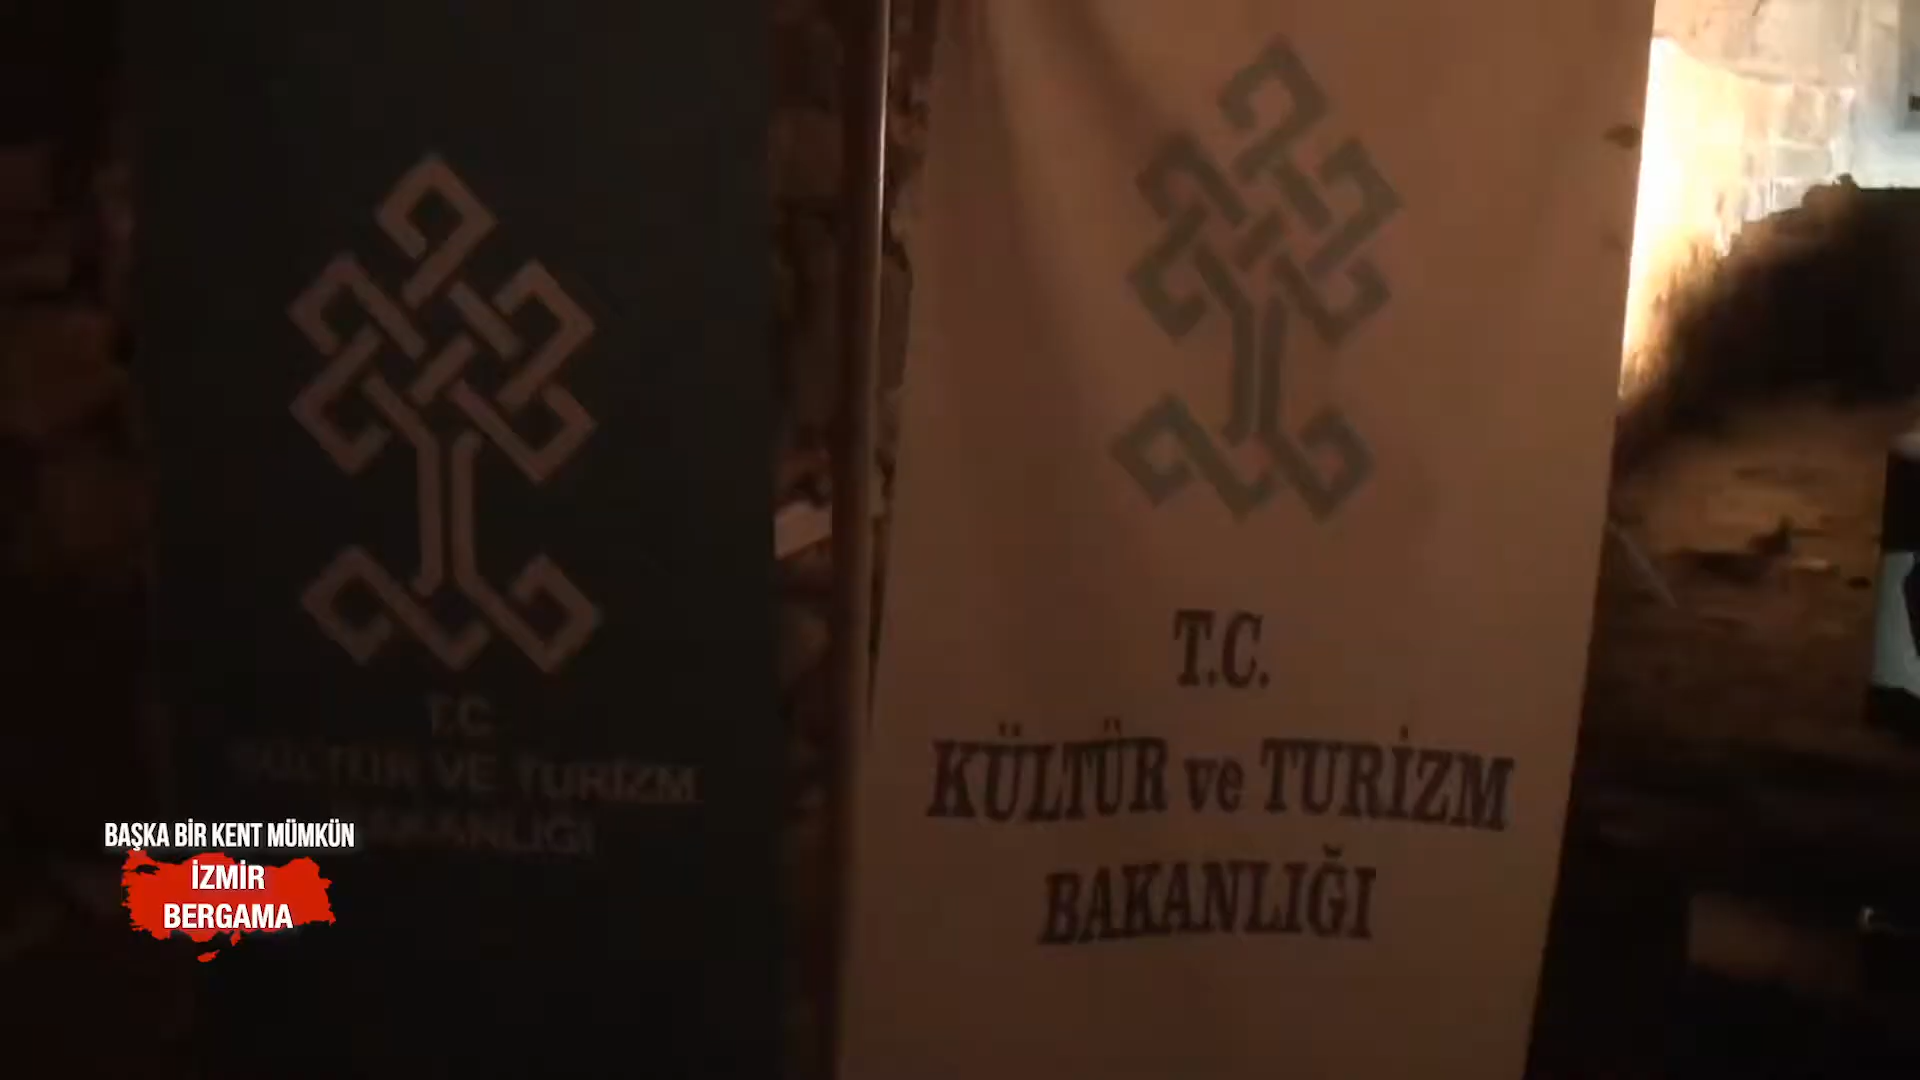 T.C.
KÜLTÜR VE TURİZM
BAKANLIĞI
T.C.
KÜLTÜR ve TURİZM
BAKANLIĞI
BAŞKA BİR KENT MÜMKÜN
İZMİR
BERGAMA